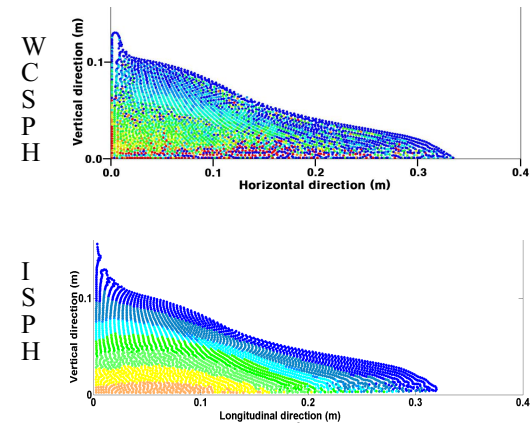 W
C
S
P
H
Vertical direction (m)
0.1
0.0
0.0 0.1 0.2 0.3 0.4
Horizontal direction (m)
I
S
P
H
Vertical direction (m)
0.1
0
0 0.1 0.2 0.3 0.4
Longitudinal direction (m)